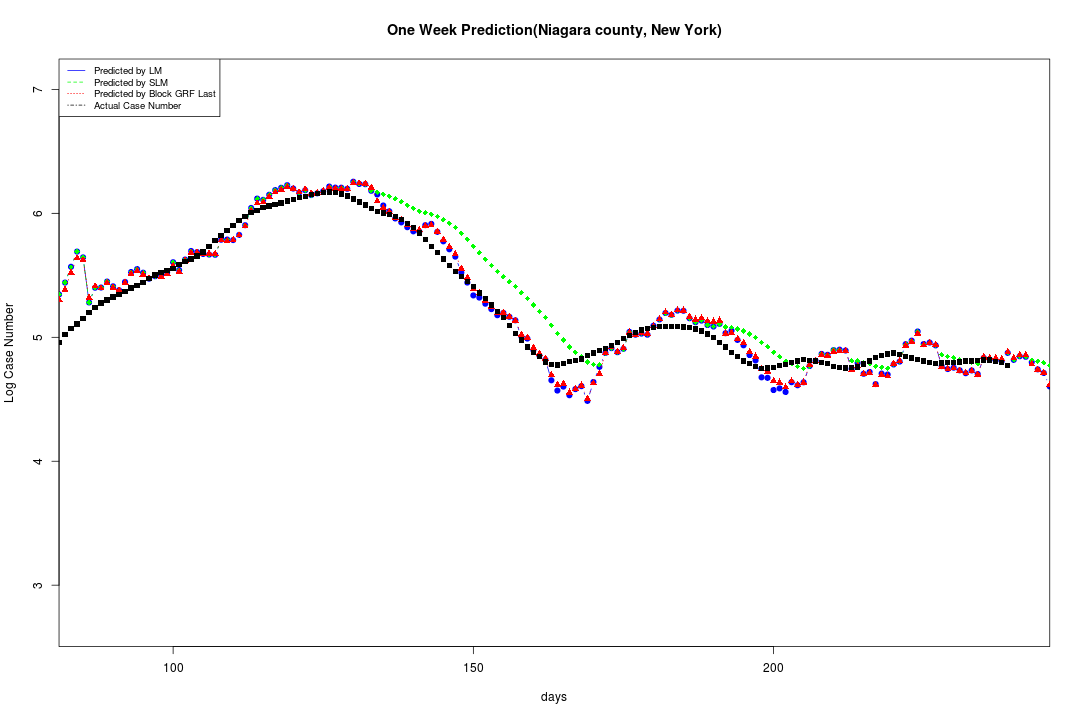 One Week Prediction(Niagara county, New York)
Predicted by LM
Predicted by SLM
Predicted by Block GRF Last
Actual Case Number
7
6
5
4
3
Log Case Number
100 150 200
days